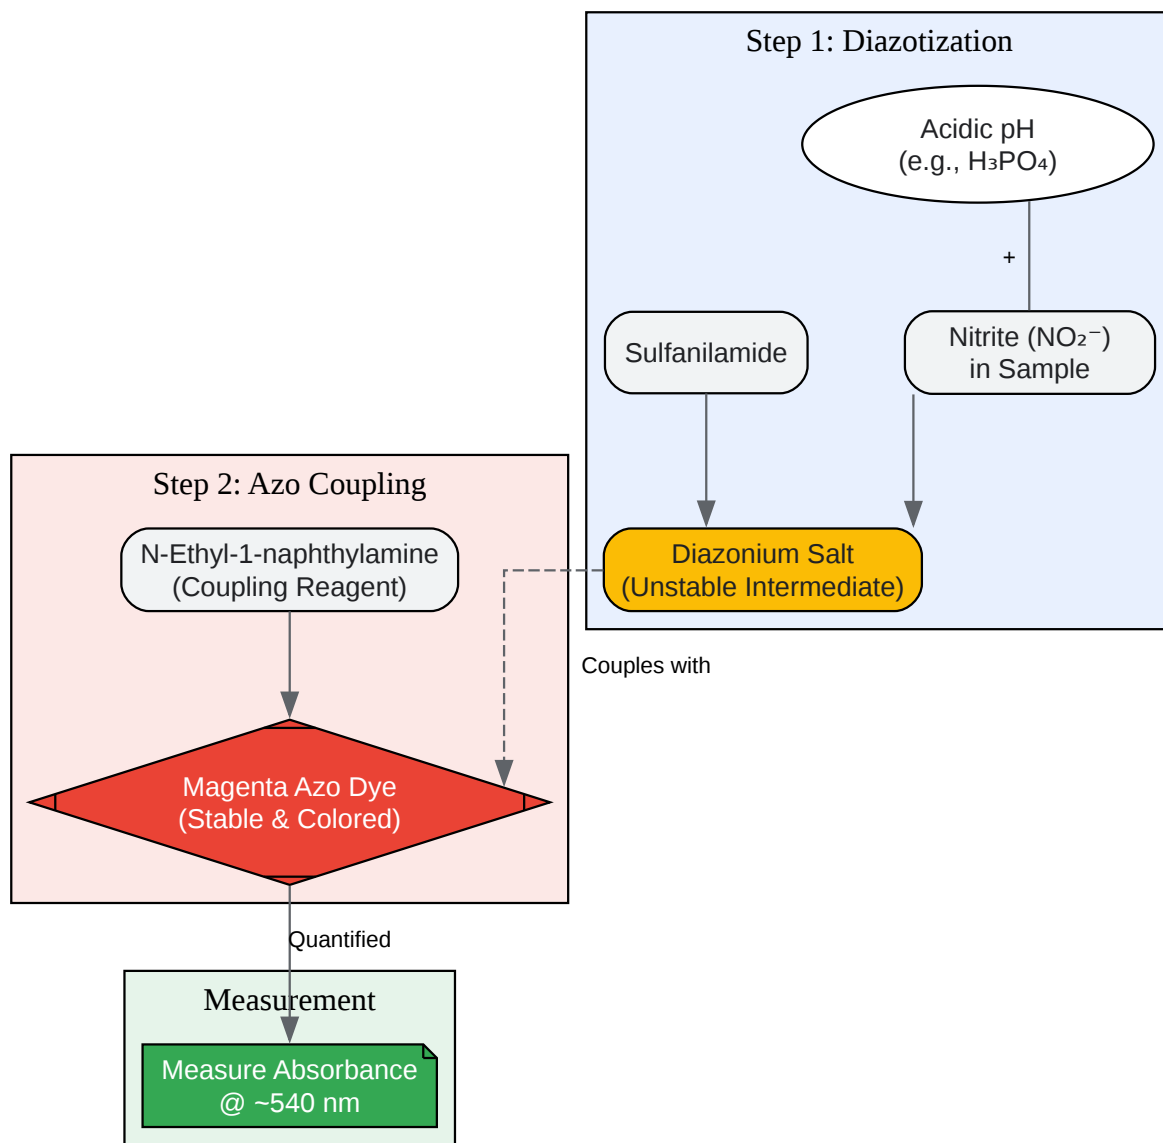 Step 1: Diazotization
Acidic pH
(e.g., H₃PO₄)
+
Sulfanilamide
Nitrite (NO₂⁻)
in Sample
Diazonium Salt
(Unstable Intermediate)
Couples with
Step 2: Azo Coupling
N-Ethyl-1-naphthylamine
(Coupling Reagent)
Magenta Azo Dye
(Stable & Colored)
Quantified
Measurement
Measure Absorbance
@ ~540 nm